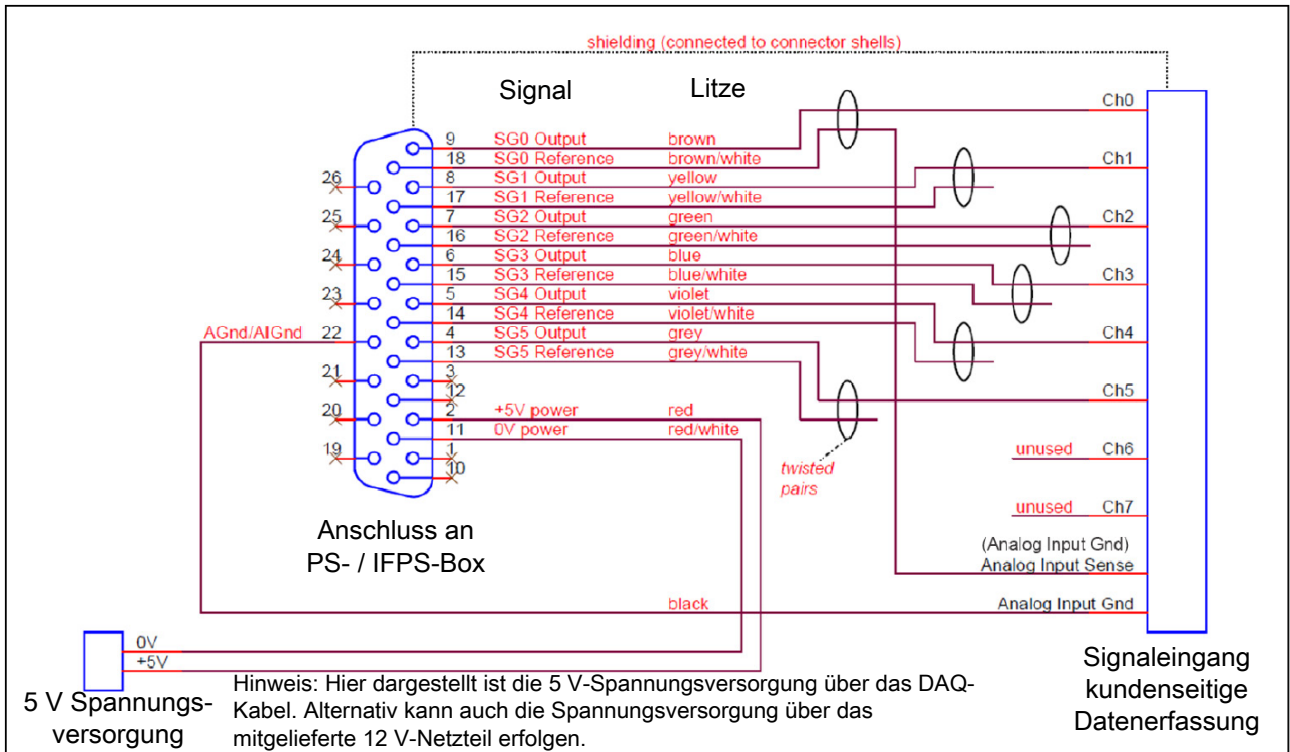 shielding (connected to connector shells)
Signal Litze
Ch0
9 SG0 Output brown
18 SG0 Reference brown/white
Ch1
26 8 SG1 Output yellow
17 SG1 Reference yellow/white
25 7 SG2 Output green
Ch2
16 SG2 Reference green/white
24 6 SG3 Output blue
15 SG3 Reference blue/white
Ch3
23 5 SG4 Output violet
14 SG4 Reference violet/white
AGnd/AIGnd 22 4 SG5 Output grey
Ch4
13 SG5 Reference grey/white
21 3
12
Ch5
20 2 +5V power red
11 0V power red/white
19 1
10
unused Ch6
twisted
pairs
unused Ch7
Anschluss an
PS- / IFPS-Box
(Analog Input Gnd)
Analog Input Sense
black Analog Input Gnd
0V
+5V
5 V Spannungs-
versorgung
Hinweis: Hier dargestellt ist die 5 V-Spannungsversorgung über das DAQ-
Kabel. Alternativ kann auch die Spannungsversorgung über das
mitgelieferte 12 V-Netzteil erfolgen.
Signaleingang
kundenseitige
Datenerfassung